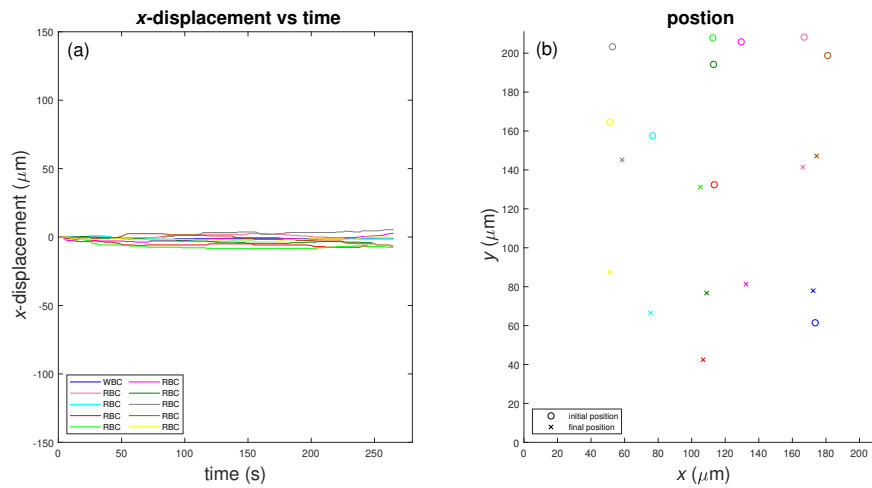 x-displacement vs time
(a)
x-displacement (μm)
150
100
50
0
-50
-100
-150
0 50 100 150 200 250
time (s)
WBC RBC
RBC RBC
RBC RBC
RBC RBC
RBC RBC
postion
(b)
y (μm)
200
180
160
140
120
100
80
60
40
20
0
0 20 40 60 80 100 120 140 160 180 200
x (μm)
initial position
final position